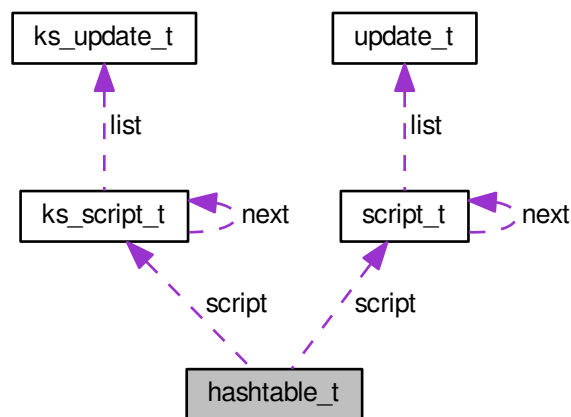 ks_update_t
update_t
list
list
ks_script_t
next
script_t
next
script
script
hashtable_t